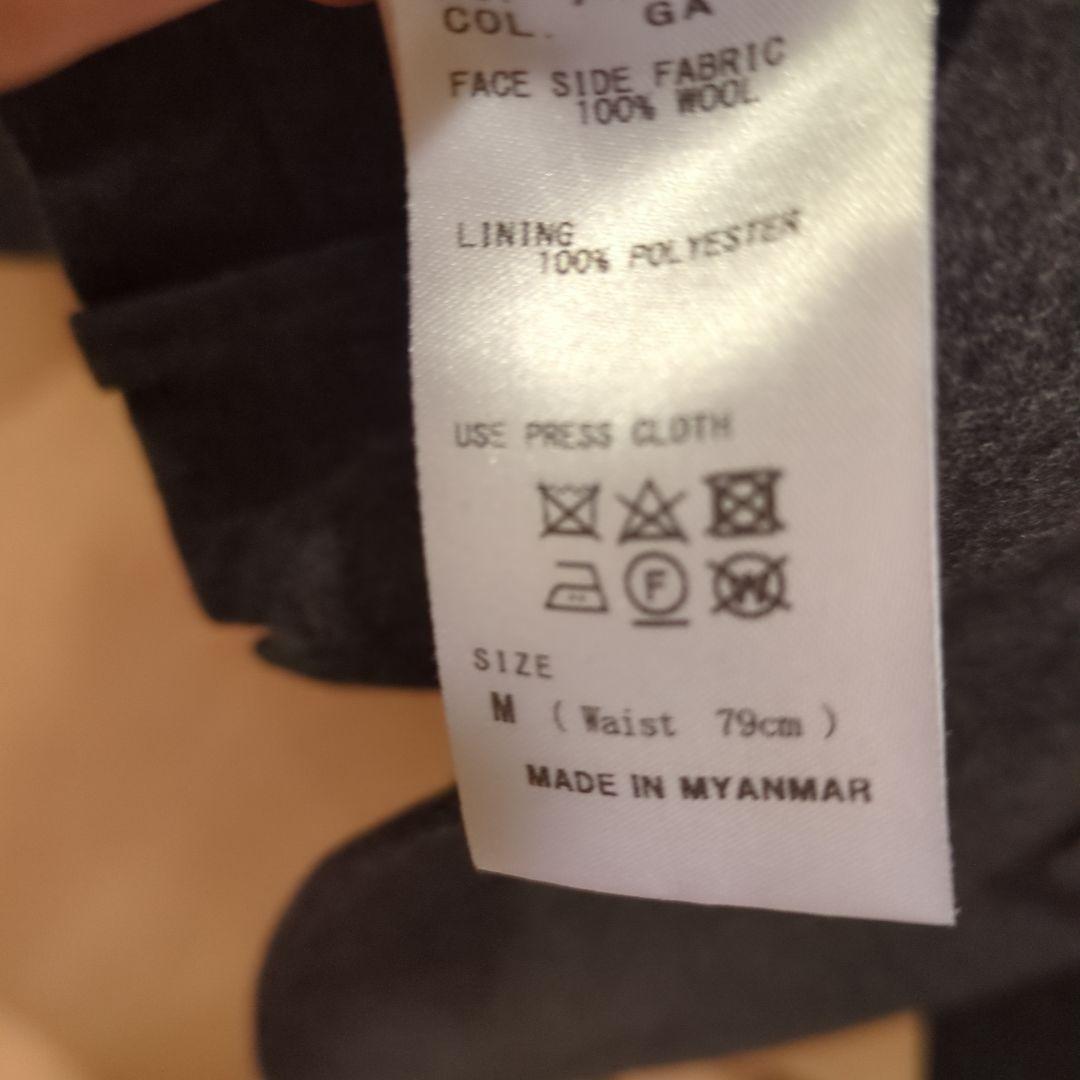 COL. GA
FACE SIDE FABRIC
100% WOOL
LINING
100% POLYESTER
USE PRESS CLOTH
F W
SIZE
M (Waist 79cm)
MADE IN MYANMAR